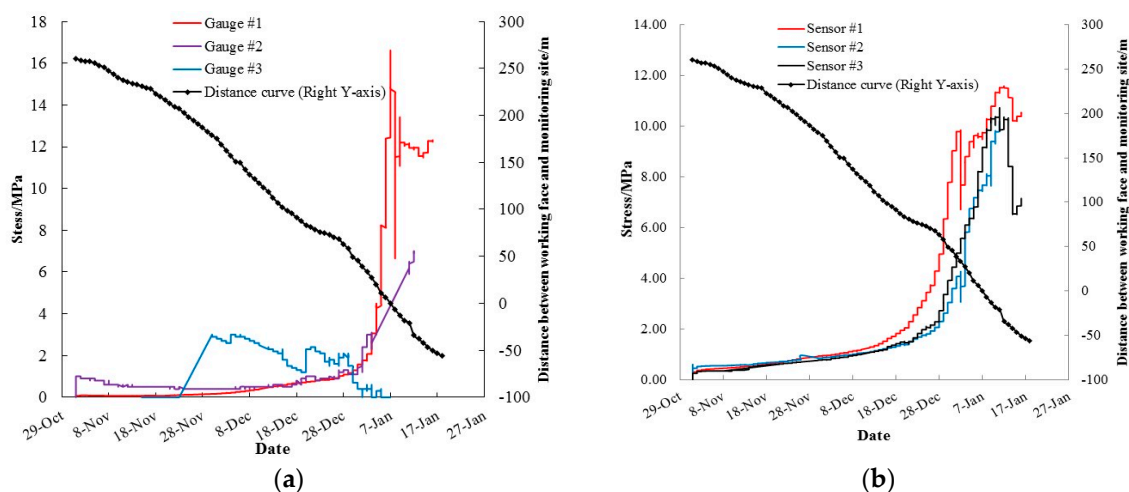 18
16
14
12
10
8
6
4
2
0
Stess/MPa
Gauge #1
Gauge #2
Gauge #3
Distance curve (Right Y-axis)
300
250
200
150
100
50
0
-50
-100
Distance between working face and monitoring site/m
29-Oct
8-Nov
18-Nov
28-Nov
8-Dec
18-Dec
28-Dec
7-Jan
17-Jan
27-Jan
Date
(a)
14.00
12.00
10.00
8.00
6.00
4.00
2.00
0.00
Stress/MPa
Sensor #1
Sensor #2
Sensor #3
Distance curve (Right Y-axis)
300
250
200
150
100
50
0
-50
-100
Distance between working face and monitoring site/m
29-Oct
8-Nov
18-Nov
28-Nov
8-Dec
18-Dec
28-Dec
7-Jan
17-Jan
27-Jan
Date
(b)